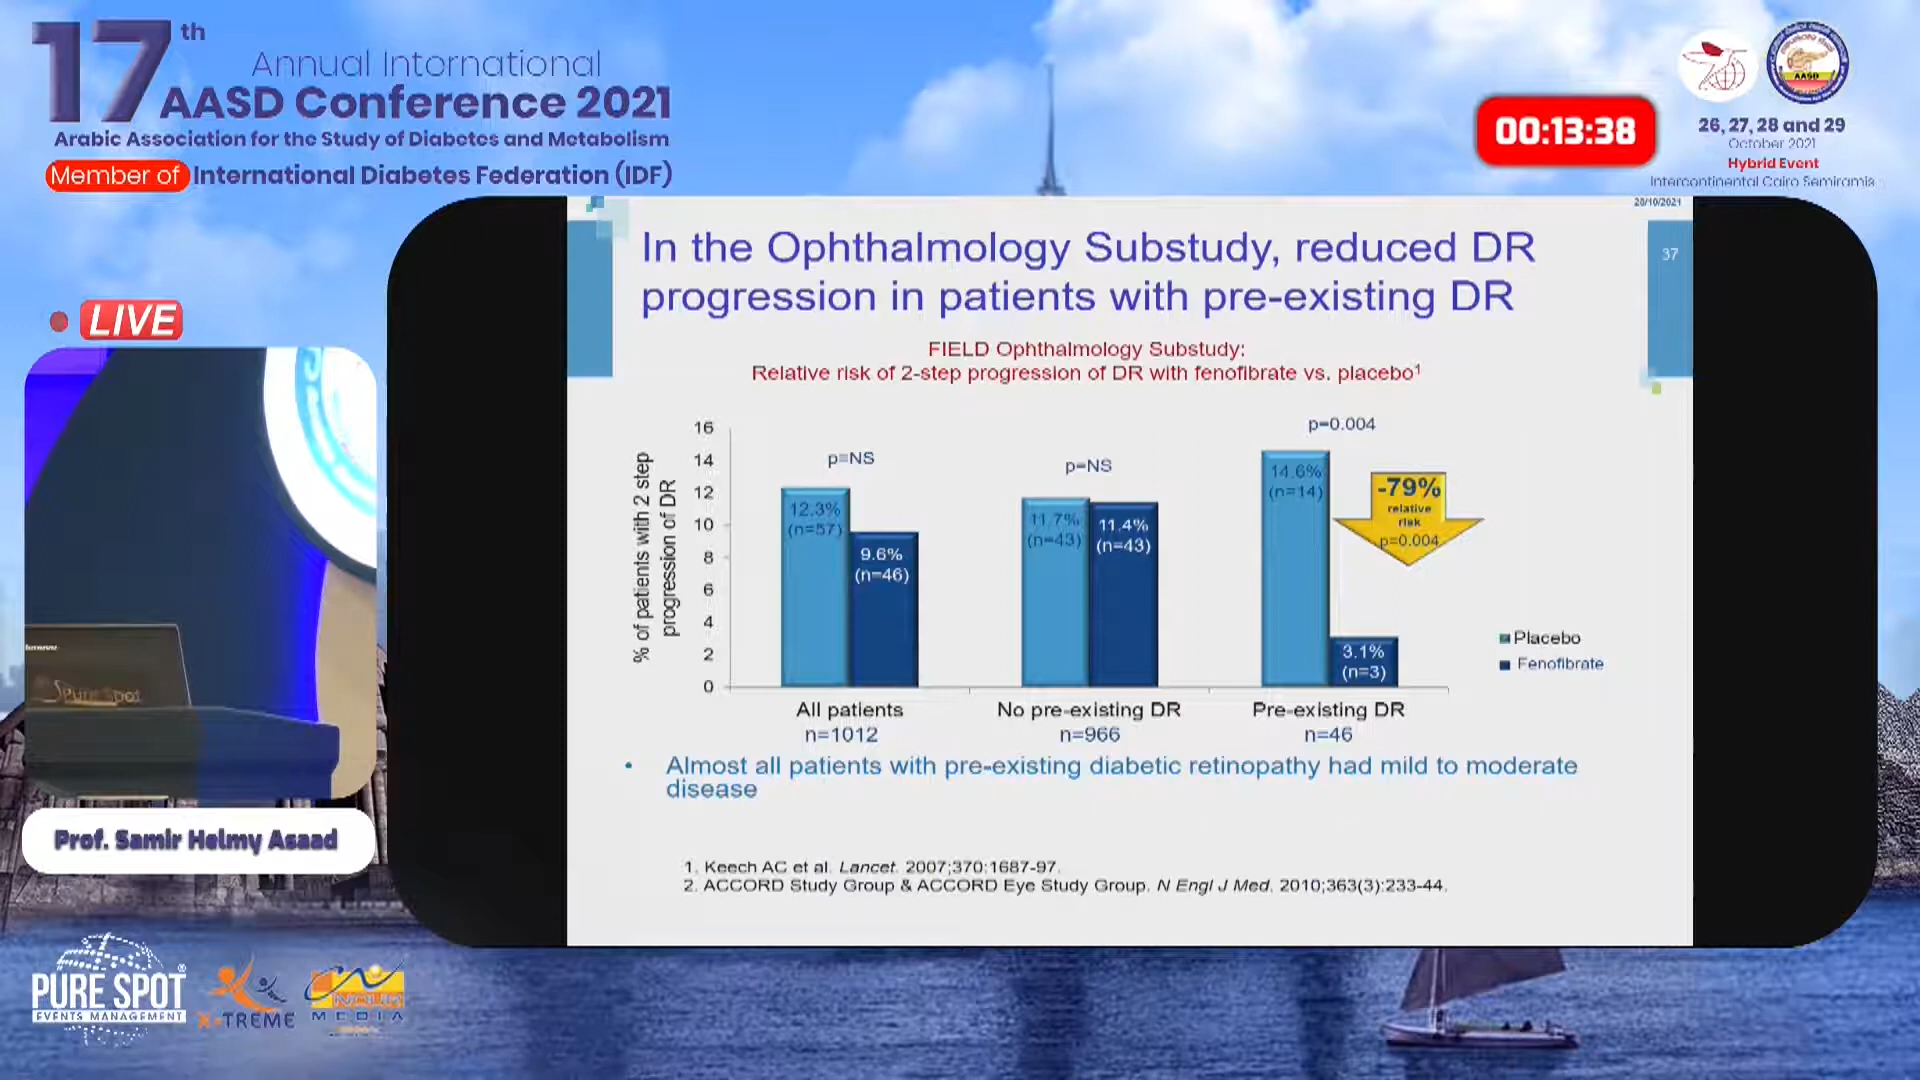 17th
Annual International
AASD Conference 2021
Arabic Association for the Study of Diabetes and Metabolism
Member of International Diabetes Federation (IDF)
00:13:38
AASD
26, 27, 28 and 29
October 2021
Hybrid Event
Intercontinental Cairo Semiramis
LIVE
28/10/2021
37
In the Ophthalmology Substudy, reduced DR
progression in patients with pre-existing DR
FIELD Ophthalmology Substudy:
Relative risk of 2-step progression of DR with fenofibrate vs. placebo1
% of patients with 2 step
progression of DR
16
14
12
10
8
6
4
2
0
p=NS
12.3%
(n=57)
9.6%
(n=46)
p=NS
11.7%
(n=43)
11.4%
(n=43)
p=0.004
14.6%
(n=14)
3.1%
(n=3)
-79%
relative
risk
p=0.004
Placebo
Fenofibrate
All patients
n=1012
No pre-existing DR
n=966
Pre-existing DR
n=46
• Almost all patients with pre-existing diabetic retinopathy had mild to moderate
disease
1. Keech AC et al. Lancet. 2007;370:1687-97.
2. ACCORD Study Group & ACCORD Eye Study Group. N Engl J Med. 2010;363(3):233-44.
Pure Spot
Prof. Samir Helmy Asaad
PURE SPOT®
EVENTS MANAGEMENT
X-TREME
NOUR
MEDIA